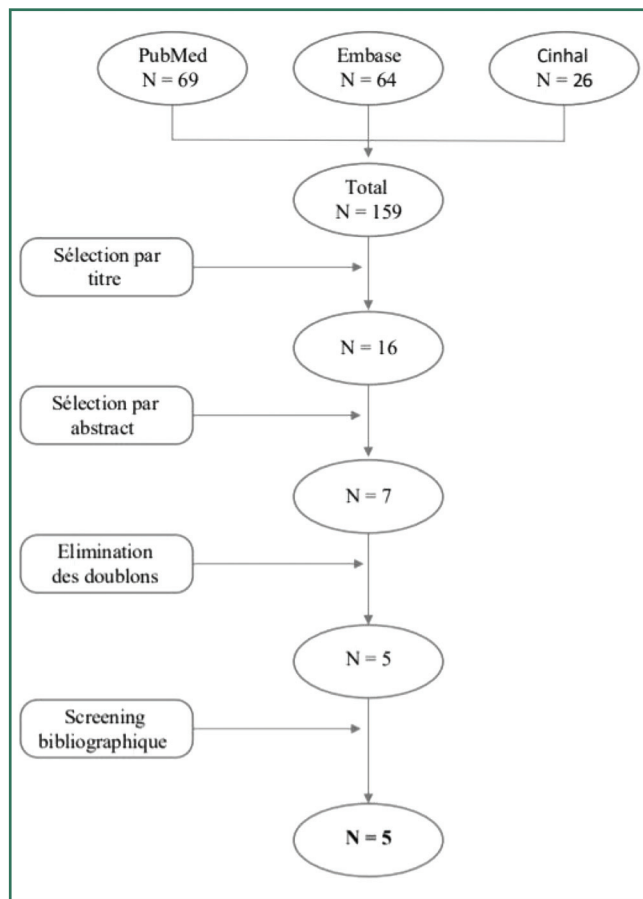 PubMed
N = 69
Embase
N = 64
Cinhal
N = 26
Total
N = 159
Sélection par
titre
N = 16
Sélection par
abstract
N = 7
Elimination
des doublons
N = 5
Screening
bibliographique
N = 5